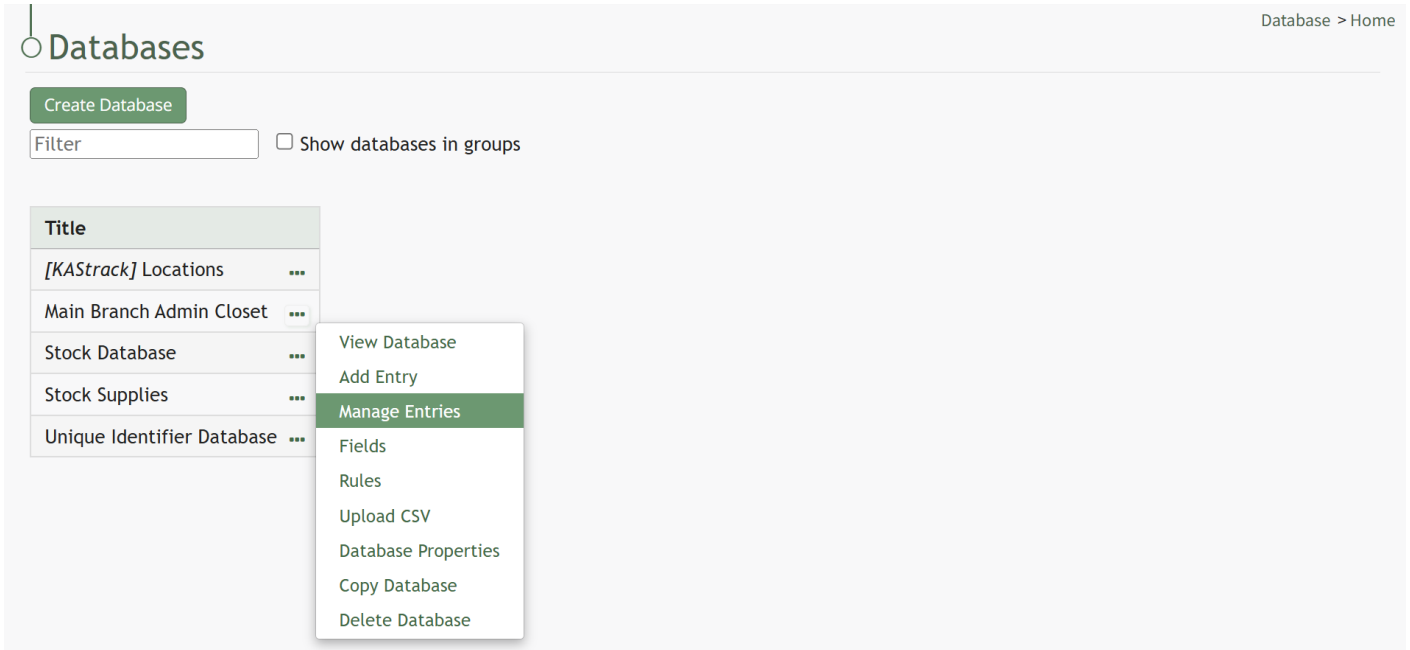 Database > Home
Databases
Create Database
Filter
Show databases in groups
Title
[KAStrack] Locations
Main Branch Admin Closet
Stock Database
Stock Supplies
Unique Identifier Database
View Database
Add Entry
Manage Entries
Fields
Rules
Upload CSV
Database Properties
Copy Database
Delete Database